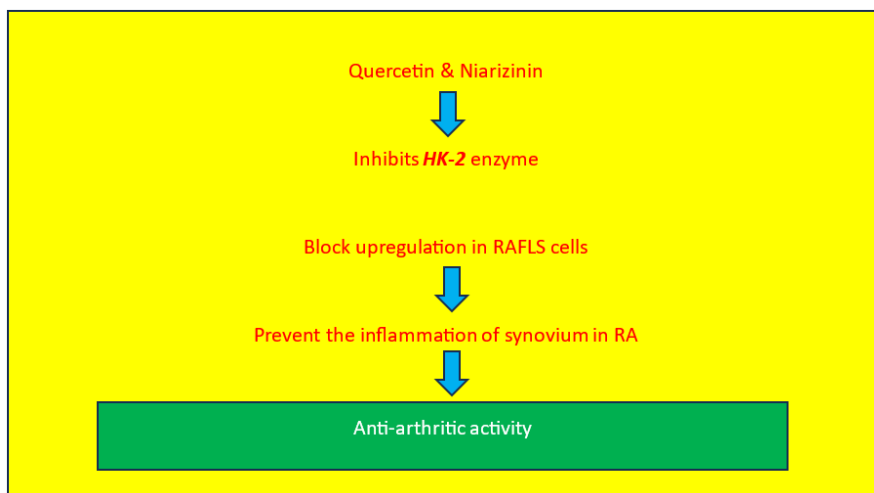 Quercetin & Niarizinin
Inhibits HK-2 enzyme
Block upregulation in RAFLS cells
Prevent the inflammation of synovium in RA
Anti-arthritic activity